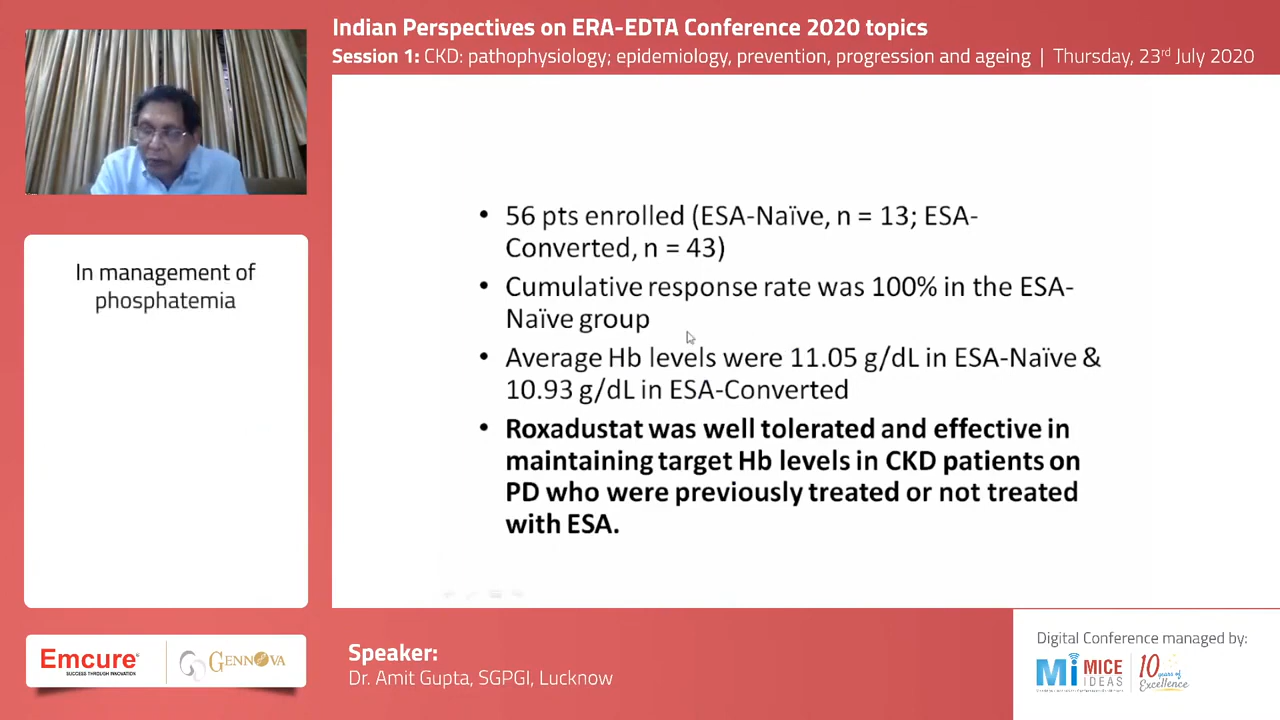 Indian Perspectives on ERA-EDTA Conference 2020 topics
Session 1: CKD: pathophysiology; epidemiology, prevention, progression and ageing | Thursday, 23rd July 2020
In management of
phosphatemia
• 56 pts enrolled (ESA-Naïve, n = 13; ESA-
Converted, n = 43)
• Cumulative response rate was 100% in the ESA-
Naïve group
• Average Hb levels were 11.05 g/dL in ESA-Naïve &
10.93 g/dL in ESA-Converted
• Roxadustat was well tolerated and effective in
maintaining target Hb levels in CKD patients on
PD who were previously treated or not treated
with ESA.
Emcure®
SUCCESS THROUGH INNOVATION
GENNOVA
Speaker:
Dr. Amit Gupta, SGPGI, Lucknow
Digital Conference managed by:
Mi MICE
IDEAS
10 years of
Excellence